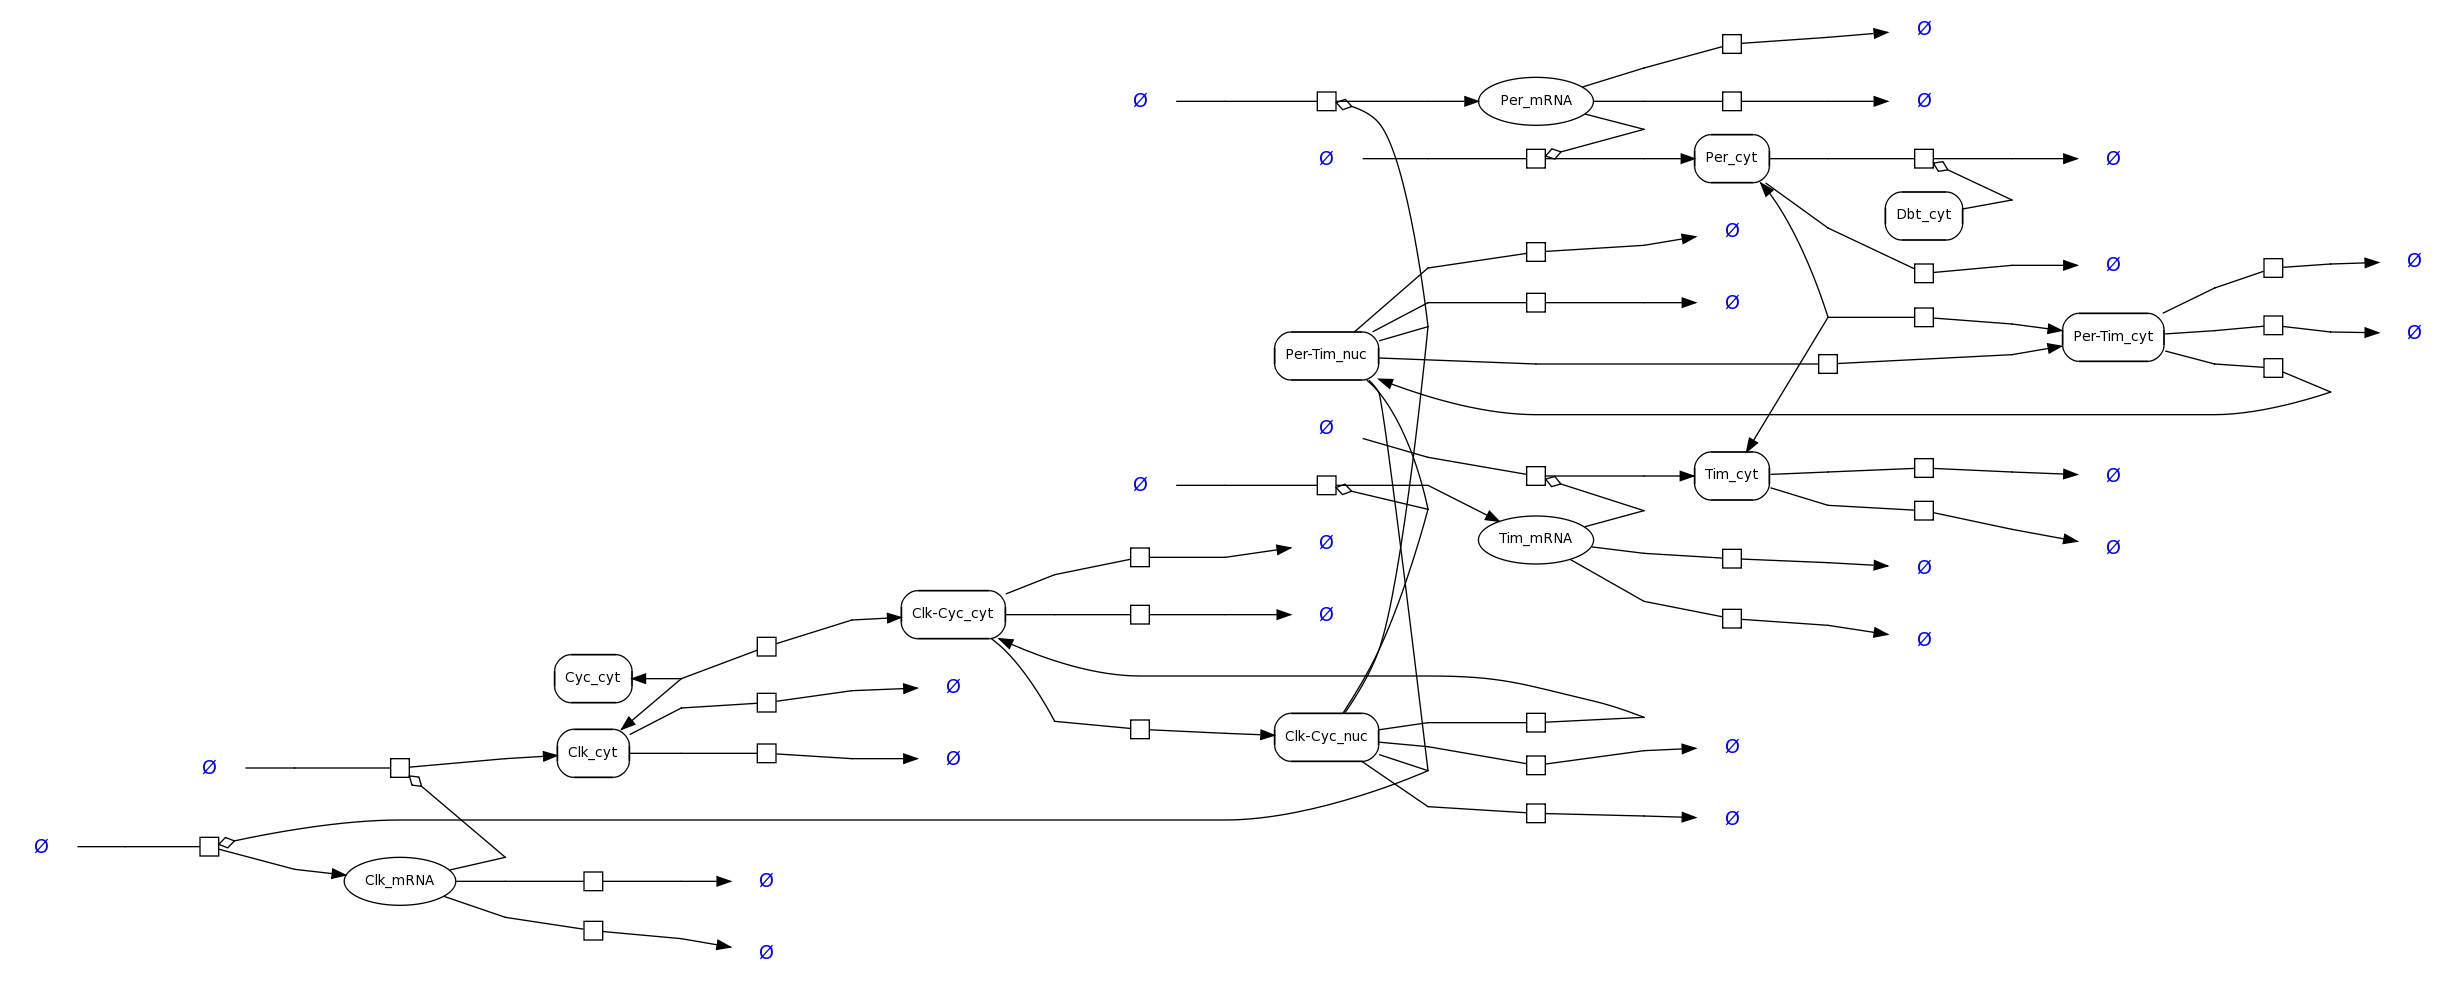 Ø
Ø Per_mRNA Ø
Ø Per_cyt Ø
Dbt_cyt
Ø
Ø Ø
Ø
Per-Tim_nuc Per-Tim_cyt Ø
Ø
Ø Tim_cyt Ø
Ø Tim_mRNA Ø
Ø Ø
Clk-Cyc_cyt Ø
Ø
Cyc_cyt Ø
Clk_cyt Ø Clk-Cyc_nuc Ø
Ø
Ø
Ø Clk_mRNA Ø
Ø